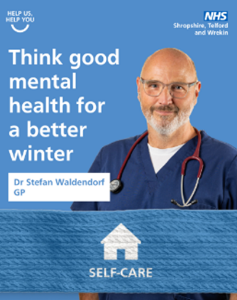 HELP US,
HELP YOU
NHS
Shropshire, Telford
and Wrekin
Think good
mental
health for
a better
winter
Dr Stefan Waldendorf
GP
SELF-CARE